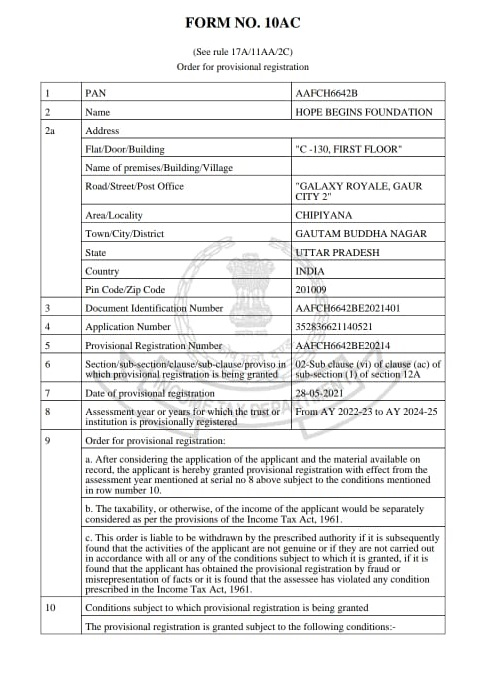 FORM NO. 10AC
(See rule 17A/11AA/2C)
Order for provisional registration
1 PAN AAFCH6642B
2 Name HOPE BEGINS FOUNDATION
2a Address
Flat/Door/Building "C -130, FIRST FLOOR"
Name of premises/Building/Village
Road/Street/Post Office "GALAXY ROYALE, GAUR
CITY 2"
Area/Locality CHIPIYANA
Town/City/District GAUTAM BUDDHA NAGAR
State UTTAR PRADESH
Country INDIA
Pin Code/Zip Code 201009
3 Document Identification Number AAFCH6642BE2021401
4 Application Number 352836621140521
5 Provisional Registration Number AAFCH6642BE20214
6 Section/sub-section/clause/sub-clause/proviso in 02-Sub clause (vi) of clause (ac) of
which provisional registration is being granted sub-section (1) of section 12A
7 Date of provisional registration 28-05-2021
8 Assessment year or years for which the trust or From AY 2022-23 to AY 2024-25
institution is provisionally registered
INCOME TAX DEPARTMENT
9 Order for provisional registration:
a. After considering the application of the applicant and the material available on
record, the applicant is hereby granted provisional registration with effect from the
assessment year mentioned at serial no 8 above subject to the conditions mentioned
in row number 10.
b. The taxability, or otherwise, of the income of the applicant would be separately
considered as per the provisions of the Income Tax Act, 1961.
c. This order is liable to be withdrawn by the prescribed authority if it is subsequently
found that the activities of the applicant are not genuine or if they are not carried out
in accordance with all or any of the conditions subject to which it is granted, if it is
found that the applicant has obtained the provisional registration by fraud or
misrepresentation of facts or it is found that the assessee has violated any condition
prescribed in the Income Tax Act, 1961.
10 Conditions subject to which provisional registration is being granted
The provisional registration is granted subject to the following conditions:-